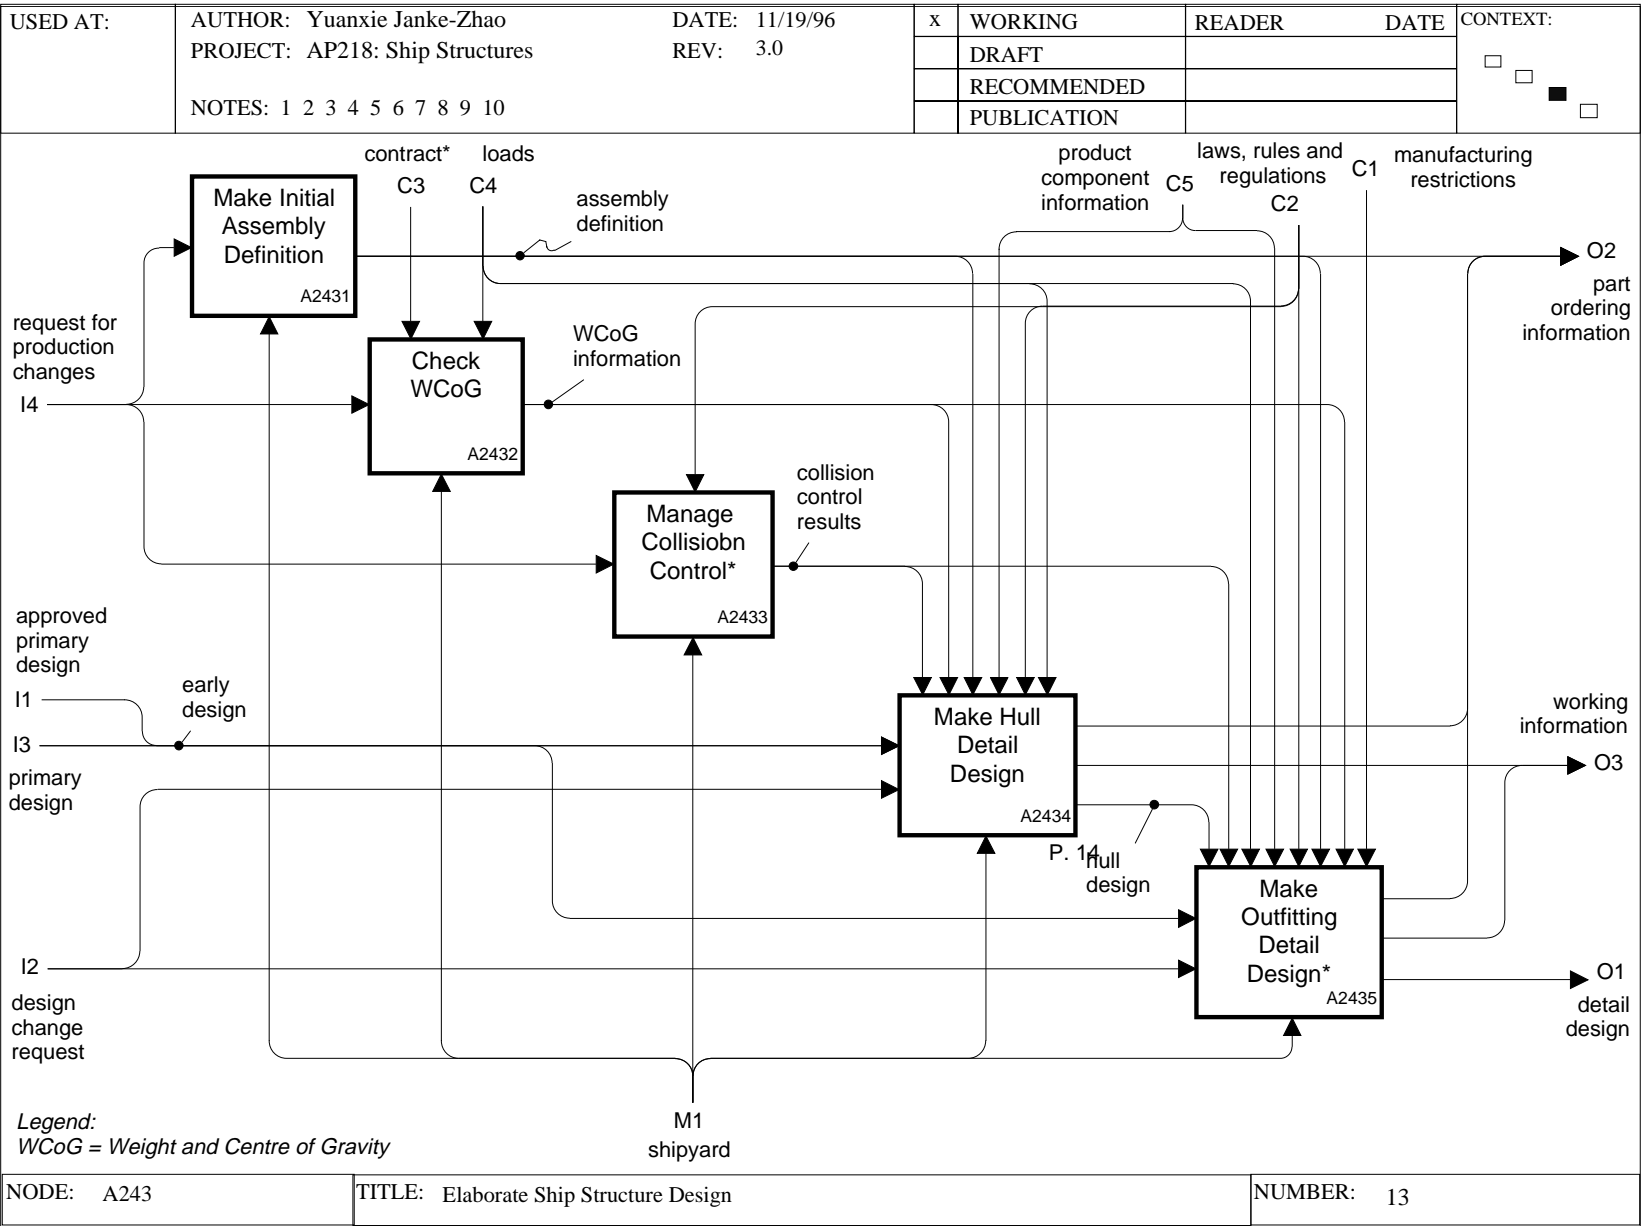 USED AT:
AUTHOR: Yuanxie Janke-Zhao
DATE: 11/19/96
PROJECT: AP218: Ship Structures
REV: 3.0
NOTES: 1 2 3 4 5 6 7 8 9 10
x WORKING
DRAFT
RECOMMENDED
PUBLICATION
READER DATE
CONTEXT:
contract*
C3
loads
C4
product
component
information
C5
laws, rules and
regulations
C2
C1
manufacturing
restrictions
Make Initial
Assembly
Definition
A2431
assembly
definition
O2
part
ordering
information
request for
production
changes
I4
Check
WCoG
A2432
WCoG
information
Manage
Collisiobn
Control*
A2433
collision
control
results
approved
primary
design
I1
early
design
I3
primary
design
Make Hull
Detail
Design
A2434
P. 14
hull
design
working
information
O3
Make
Outfitting
Detail
Design*
A2435
I2
design
change
request
O1
detail
design
M1
shipyard
Legend:
WCoG = Weight and Centre of Gravity
NODE: A243
TITLE: Elaborate Ship Structure Design
NUMBER: 13